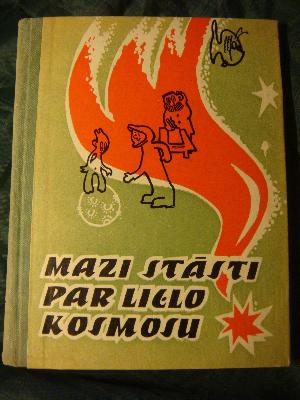 MAZI STĀSTI
PAR LIELO
KOSMOSU